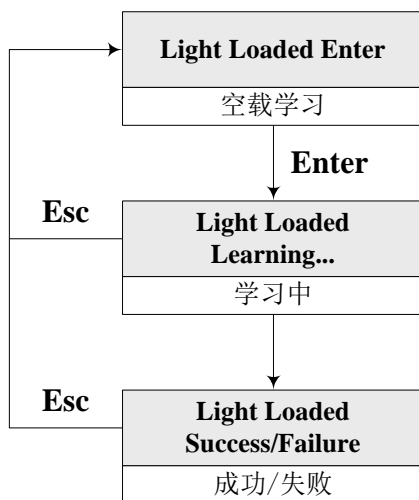 Light Loaded Enter
空载学习
Enter
Esc
Light Loaded
Learning...
学习中
Esc
Light Loaded
Success/Failure
成功/失败